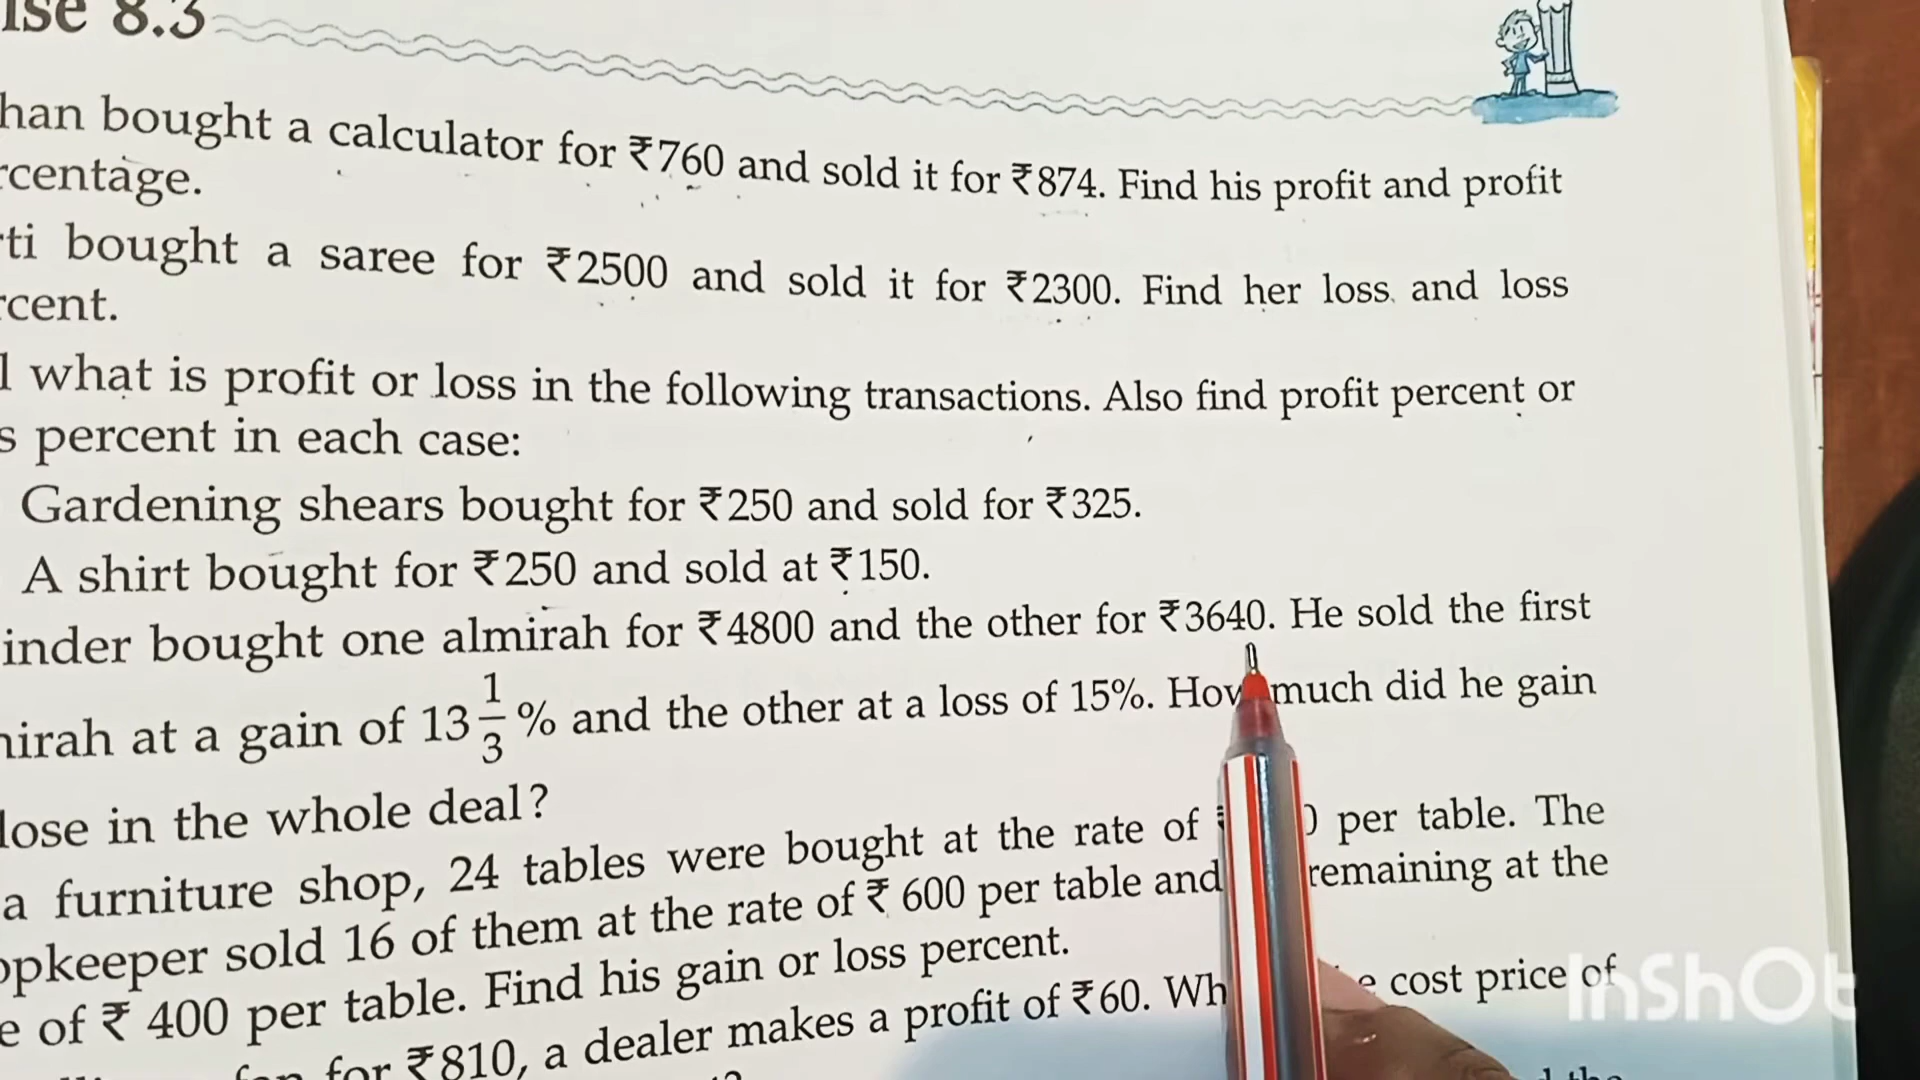 ise 8.3
han bought a calculator for ₹760 and sold it for ₹874. Find his profit and profit
rcentage.
rti bought a saree for ₹2500 and sold it for ₹2300. Find her loss and loss
rcent.
l what is profit or loss in the following transactions. Also find profit percent or
s percent in each case:
Gardening shears bought for ₹250 and sold for ₹325.
A shirt bought for ₹250 and sold at ₹150.
inder bought one almirah for ₹4800 and the other for ₹3640. He sold the first
nirah at a gain of 13 1/3 % and the other at a loss of 15%. How much did he gain
lose in the whole deal?
a furniture shop, 24 tables were bought at the rate of ₹ per table. The
opkeeper sold 16 of them at the rate of ₹ 600 per table and remaining at the
e of ₹ 400 per table. Find his gain or loss percent.
for ₹810, a dealer makes a profit of ₹60. Wh cost price of
InShOt